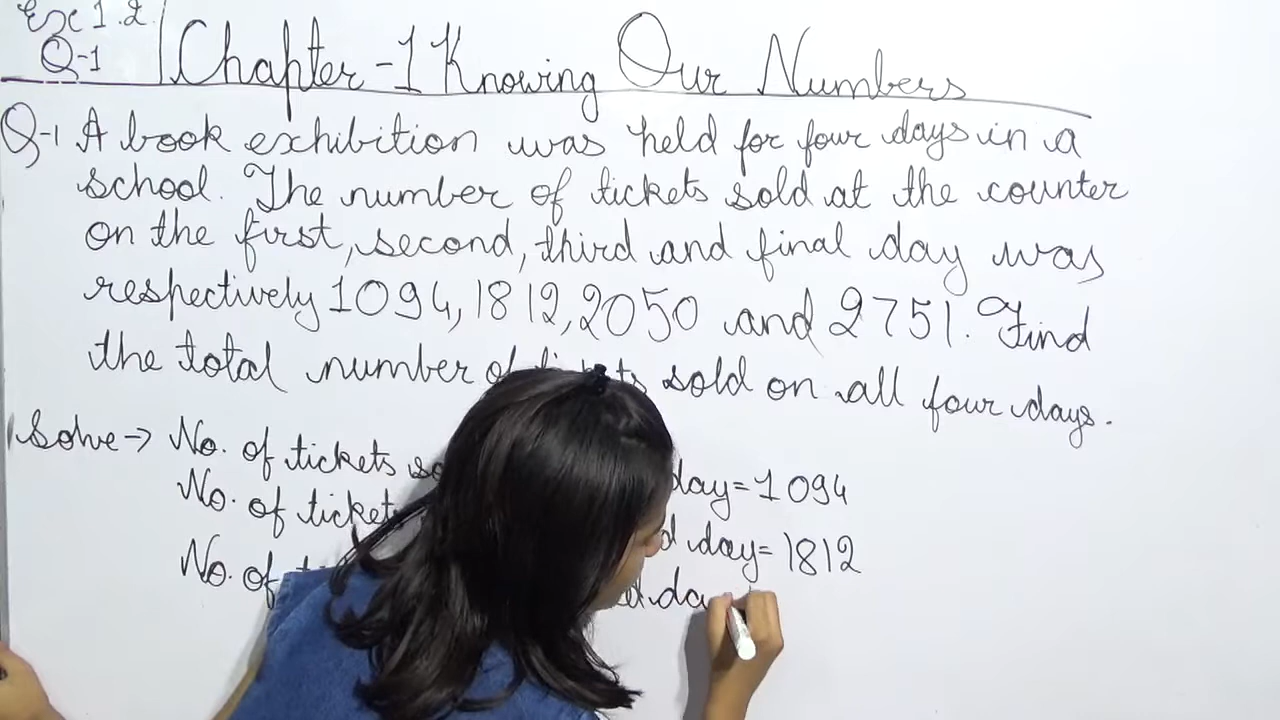 Ex 1.2
Q-1
Chapter-1 Knowing Our Numbers
Q-1 A book exhibition was held for four days in a
school. The number of tickets sold at the counter
on the first, second, third and final day was
respectively 1094, 1812, 2050 and 2751. Find
the total number of sold on all four days.
Solve→ No. of tickets day=1094
No. of day=1812
No. of